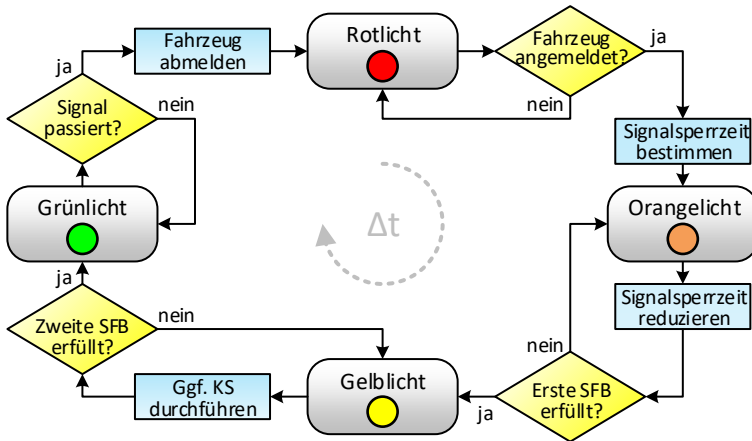 Fahrzeug
abmelden
Rotlicht
Fahrzeug
angemeldet?
ja
nein
ja
Signal
passiert?
nein
Signalsperrzeit
bestimmen
Grünlicht
Δt
Orangelicht
ja
Zweite SFB
erfüllt?
nein
Signalsperrzeit
reduzieren
nein
Ggf. KS
durchführen
Gelblicht
ja
Erste SFB
erfüllt?